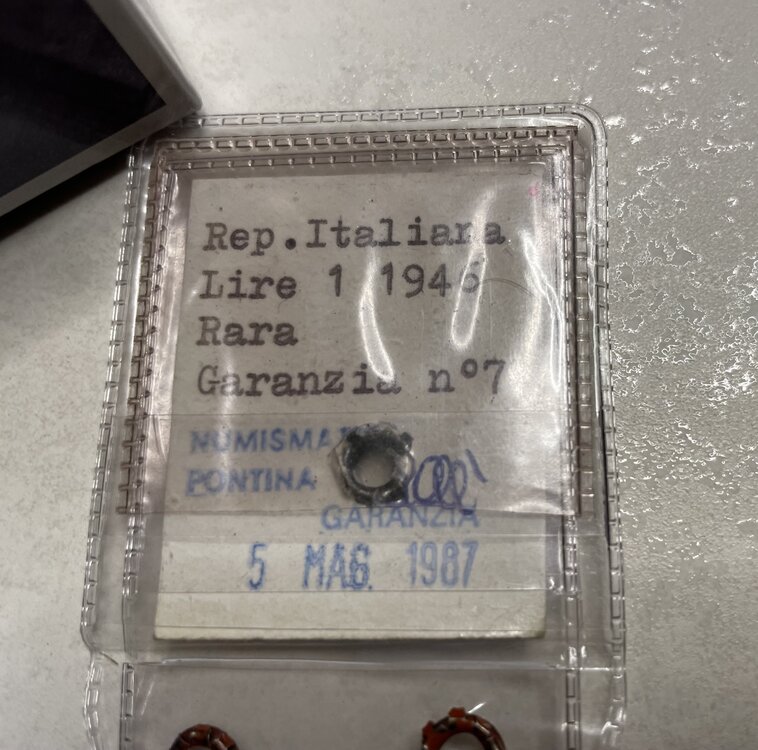 Rep.Italiana
Lire 1 1946
Rara
Garanzia n°7
PONTINA
GARANZIA
5 MAG. 1987